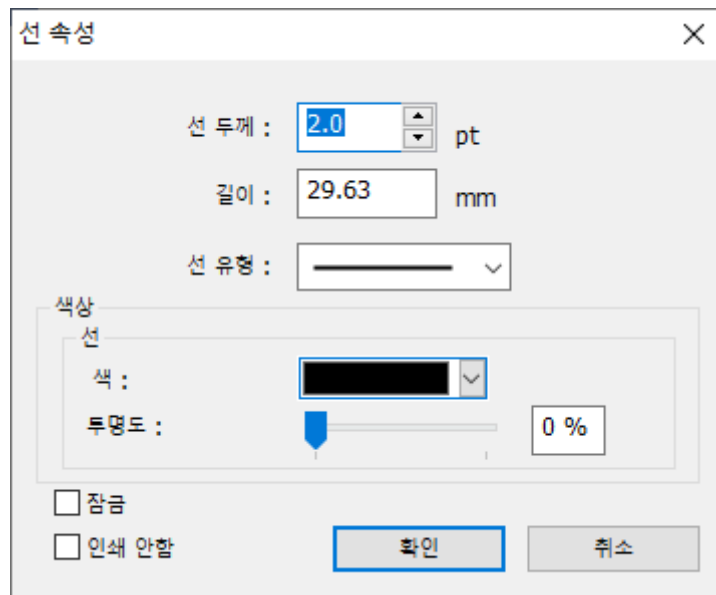 선 속성
선 두께 : 2.0 pt
길이 : 29.63 mm
선 유형 :
색상
선
색 :
투명도 : 0 %
잠금
인쇄 안함 확인 취소